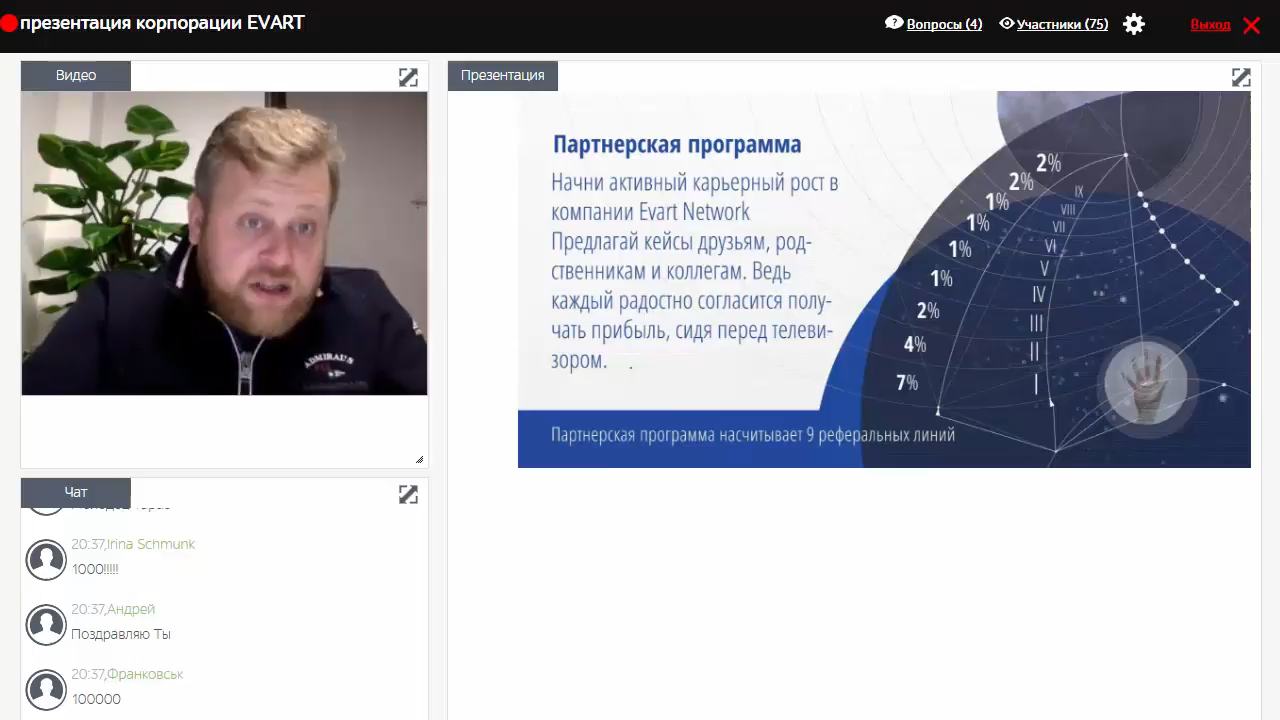 презентация корпорации EVART
Вопросы (4)
Участники (75)
Выход
Видео
Презентация
ADMIRALS
Партнерская программа
Начни активный карьерный рост в
компании Evart Network
Предлагай кейсы друзьям, род-
ственникам и коллегам. Ведь
каждый радостно согласится полу-
чать прибыль, сидя перед телеви-
зором.
2% IX
2% VIII
1% VII
1% VI
1% V
1% IV
2% III
4% II
7% I
Партнерская программа насчитывает 9 реферальных линий
Чат
20:37,Irina Schmunk
1000!!!!!
20:37,Андрей
Поздравляю Ты
20:37,Франковськ
100000